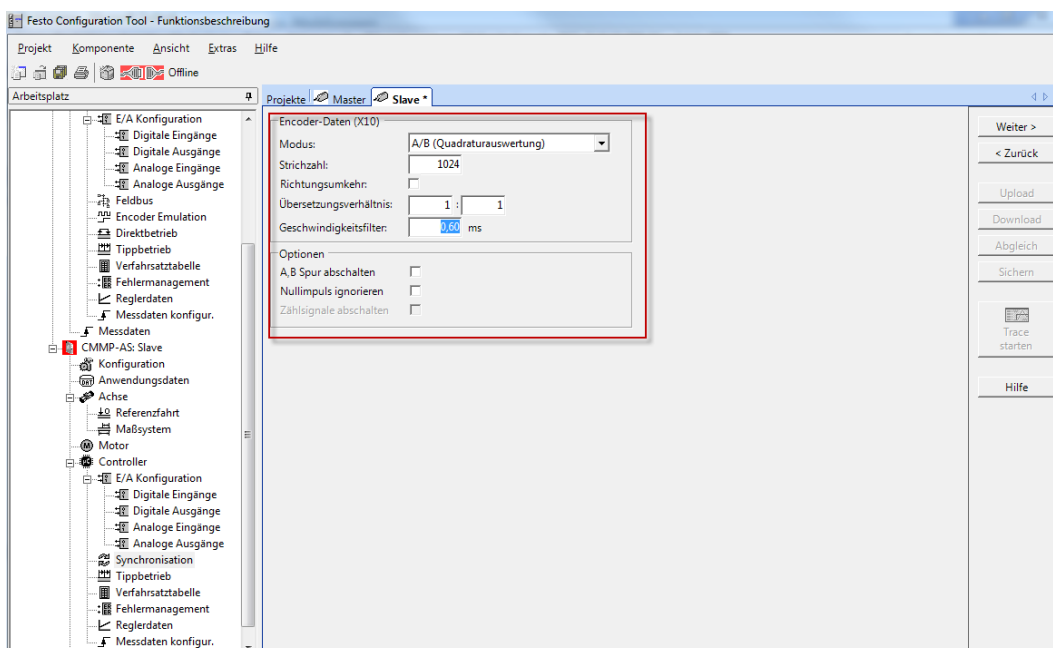 Festo Configuration Tool - Funktionsbeschreibung
Projekt Komponente Ansicht Extras Hilfe
Offline
Arbeitsplatz
E/A Konfiguration
Digitale Eingänge
Digitale Ausgänge
Analoge Eingänge
Analoge Ausgänge
Feldbus
Encoder Emulation
Direktbetrieb
Tippbetrieb
Verfahrsatztabelle
Fehlermanagement
Reglerdaten
Messdaten konfigur.
Messdaten
CMMP-AS: Slave
Konfiguration
Anwendungsdaten
Achse
Referenzfahrt
Maßsystem
Motor
Controller
E/A Konfiguration
Digitale Eingänge
Digitale Ausgänge
Analoge Eingänge
Analoge Ausgänge
Synchronisation
Tippbetrieb
Verfahrsatztabelle
Fehlermanagement
Reglerdaten
Messdaten konfigur.
Projekte Master Slave *
Encoder-Daten (X10)
Modus: A/B (Quadraturauswertung)
Strichzahl: 1024
Richtungsumkehr:
Übersetzungsverhältnis: 1 : 1
Geschwindigkeitsfilter: 0,60 ms
Optionen
A,B Spur abschalten
Nullimpuls ignorieren
Zählsignale abschalten
Weiter >
< Zurück
Upload
Download
Abgleich
Sichern
Trace
starten
Hilfe